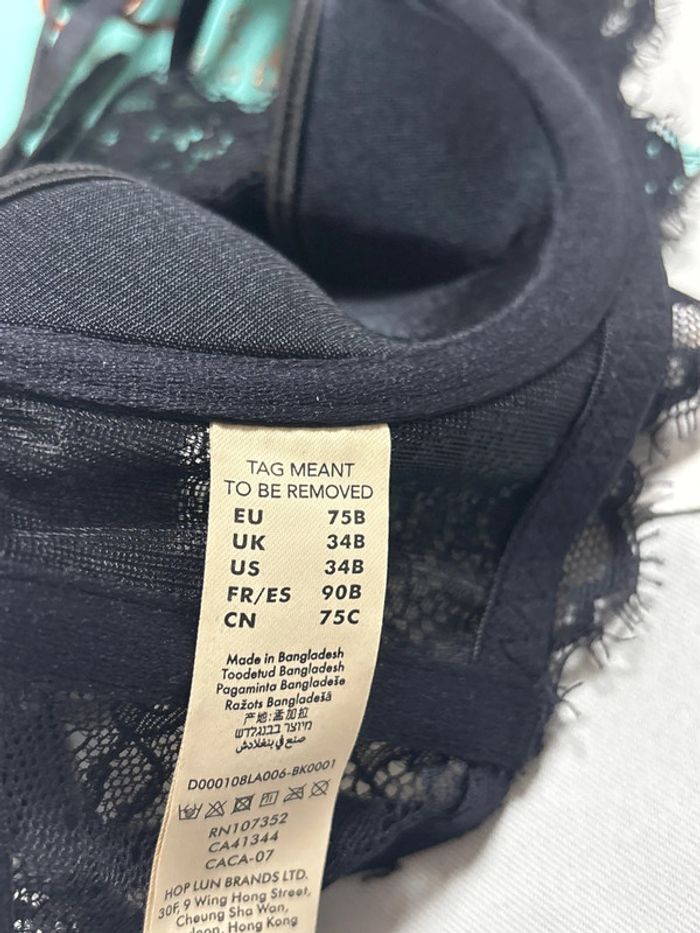 TAG MEANT
TO BE REMOVED
EU 75B
UK 34B
US 34B
FR/ES 90B
CN 75C
Made in Bangladesh
Toodetud Bangladesh
Pagaminta Bangladeše
Ražots Bangladešā
产地:孟加拉
מיוצר בבנגלדש
صنع في بنغلادش
D000108LA006-BK0001
RN107352
CA41344
CACA-07
HOP LUN BRANDS LTD.
30F, 9 Wing Hong Street,
Cheung Sha Wan,
Hong Kong